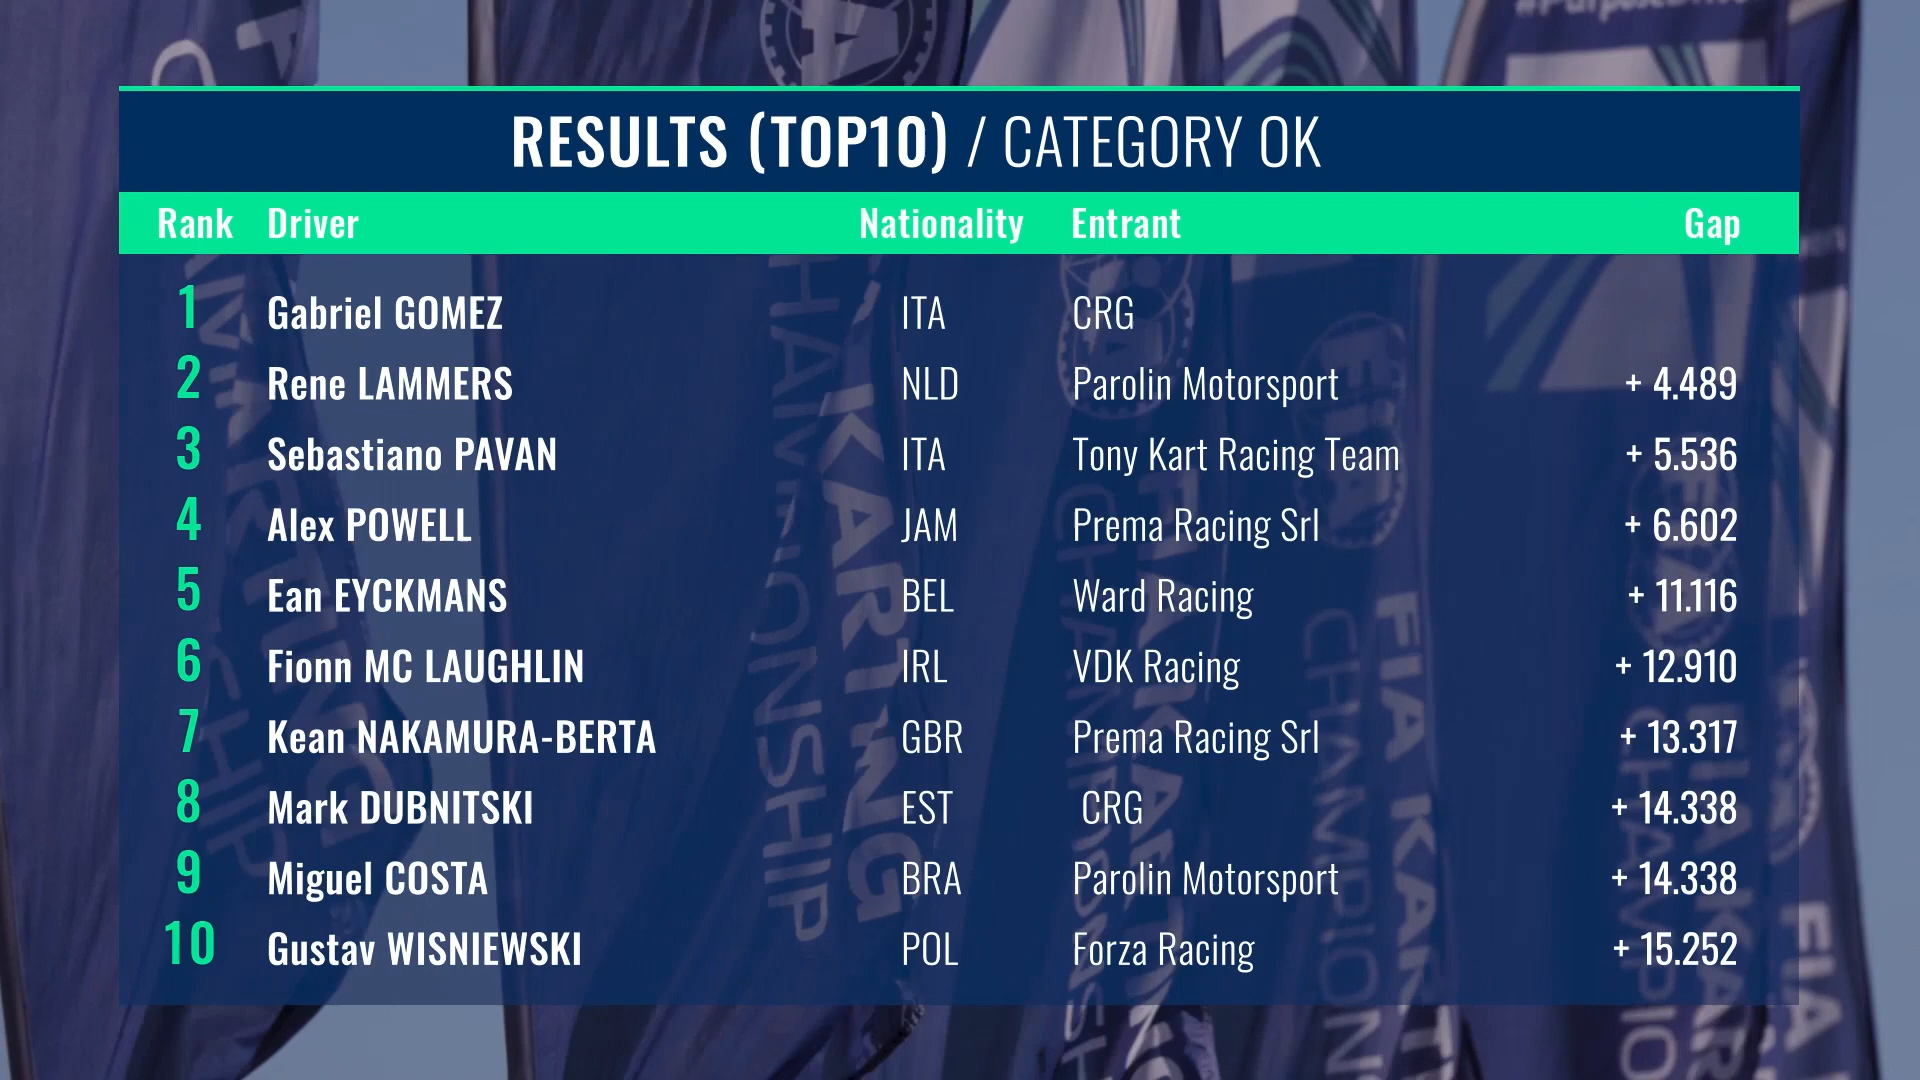 #PurposeDriven
RESULTS (TOP10) / CATEGORY OK
Rank Driver Nationality Entrant Gap
1 Gabriel GOMEZ ITA CRG
2 Rene LAMMERS NLD Parolin Motorsport + 4.489
3 Sebastiano PAVAN ITA Tony Kart Racing Team + 5.536
4 Alex POWELL JAM Prema Racing Srl + 6.602
5 Ean EYCKMANS BEL Ward Racing + 11.116
6 Fionn MC LAUGHLIN IRL VDK Racing + 12.910
7 Kean NAKAMURA-BERTA GBR Prema Racing Srl + 13.317
8 Mark DUBNITSKI EST CRG + 14.338
9 Miguel COSTA BRA Parolin Motorsport + 14.338
10 Gustav WISNIEWSKI POL Forza Racing + 15.252
KARTING
FIA KARTING